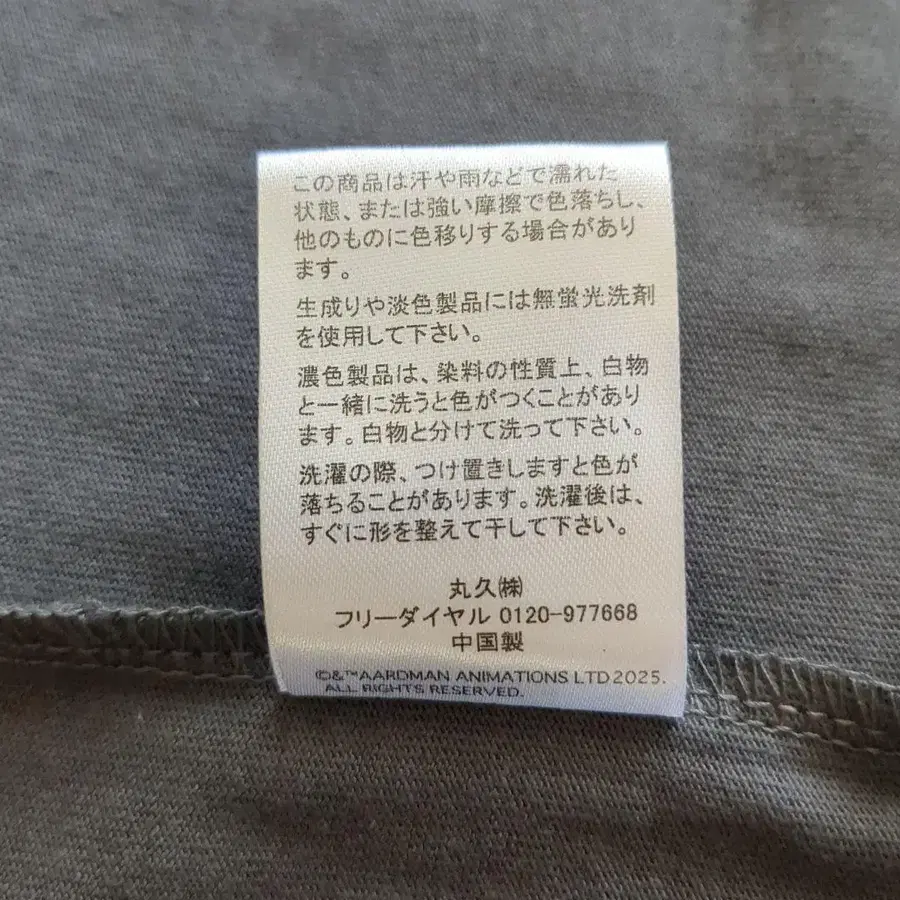 この商品は汗や雨などで濡れた
状態、または強い摩擦で色落ちし、
他のものに色移りする場合があり
ます。
生成りや淡色製品には無蛍光洗剤
を使用して下さい。
濃色製品は、染料の性質上、白物
と一緒に洗うと色がつくことがあり
ます。白物と分けて洗って下さい。
洗濯の際、つけ置きしますと色が
落ちることがあります。洗濯後は、
すぐに形を整えて干して下さい。
丸久㈱
フリーダイヤル 0120-977668
中国製
©&™AARDMAN ANIMATIONS LTD2025.
ALL RIGHTS RESERVED.